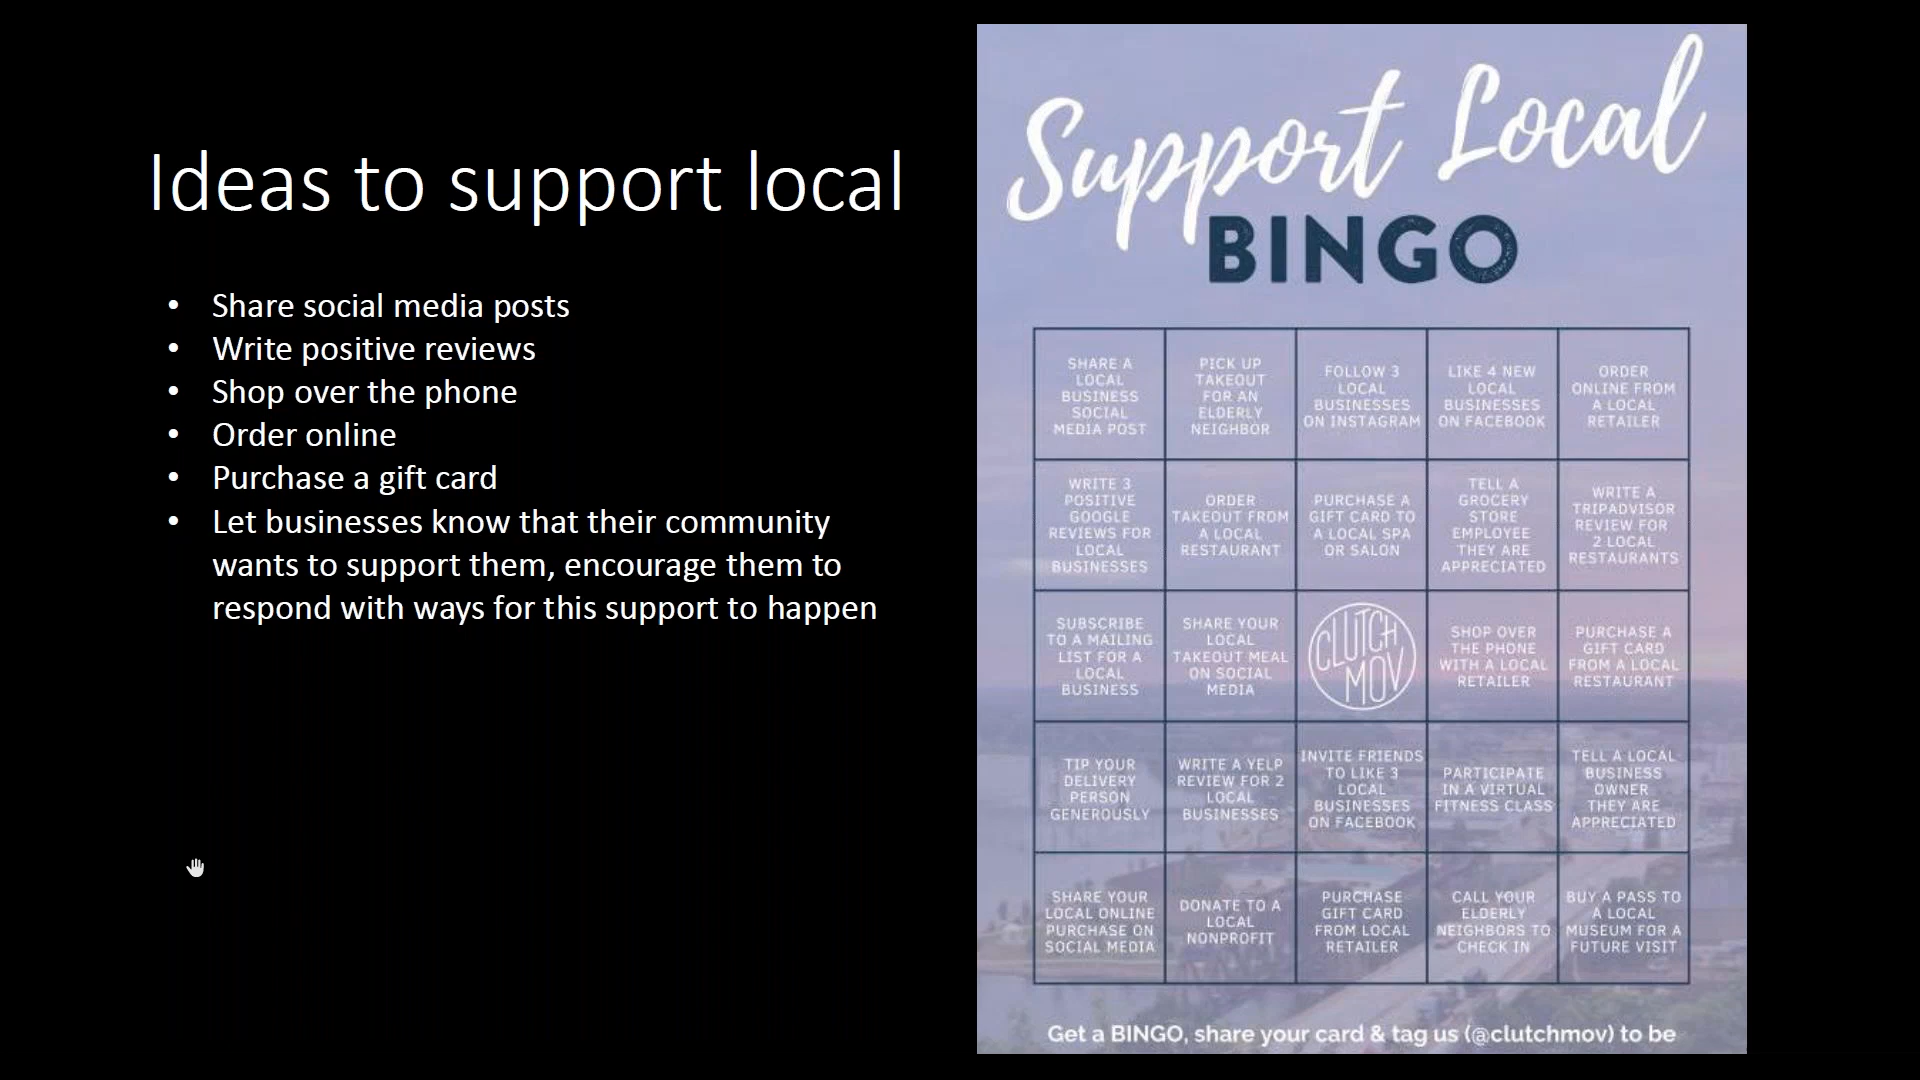 Ideas to support local
• Share social media posts
• Write positive reviews
• Shop over the phone
• Order online
• Purchase a gift card
• Let businesses know that their community
wants to support them, encourage them to
respond with ways for this support to happen
Support Local
BINGO
SHARE A
LOCAL
BUSINESS
SOCIAL
MEDIA POST
PICK UP
TAKEOUT
FOR AN
ELDERLY
NEIGHBOR
FOLLOW 3
LOCAL
BUSINESSES
ON INSTAGRAM
LIKE 4 NEW
LOCAL
BUSINESSES
ON FACEBOOK
ORDER
ONLINE FROM
A LOCAL
RETAILER
WRITE 3
POSITIVE
GOOGLE
REVIEWS FOR
LOCAL
BUSINESSES
ORDER
TAKEOUT FROM
A LOCAL
RESTAURANT
PURCHASE A
GIFT CARD TO
A LOCAL SPA
OR SALON
TELL A
GROCERY
STORE
EMPLOYEE
THEY ARE
APPRECIATED
WRITE A
TRIPADVISOR
REVIEW FOR
2 LOCAL
RESTAURANTS
SUBSCRIBE
TO A MAILING
LIST FOR A
LOCAL
BUSINESS
SHARE YOUR
LOCAL
TAKEOUT MEAL
ON SOCIAL
MEDIA
CLUTCH
MOV
SHOP OVER
THE PHONE
WITH A LOCAL
RETAILER
PURCHASE A
GIFT CARD
FROM A LOCAL
RESTAURANT
TIP YOUR
DELIVERY
PERSON
GENEROUSLY
WRITE A YELP
REVIEW FOR 2
LOCAL
BUSINESSES
INVITE FRIENDS
TO LIKE 3
LOCAL
BUSINESSES
ON FACEBOOK
PARTICIPATE
IN A VIRTUAL
FITNESS CLASS
TELL A LOCAL
BUSINESS
OWNER
THEY ARE
APPRECIATED
SHARE YOUR
LOCAL ONLINE
PURCHASE ON
SOCIAL MEDIA
DONATE TO A
LOCAL
NONPROFIT
PURCHASE
GIFT CARD
FROM LOCAL
RETAILER
CALL YOUR
ELDERLY
NEIGHBORS TO
CHECK IN
BUY A PASS TO
A LOCAL
MUSEUM FOR A
FUTURE VISIT
Get a BINGO, share your card & tag us (@clutchmov) to be